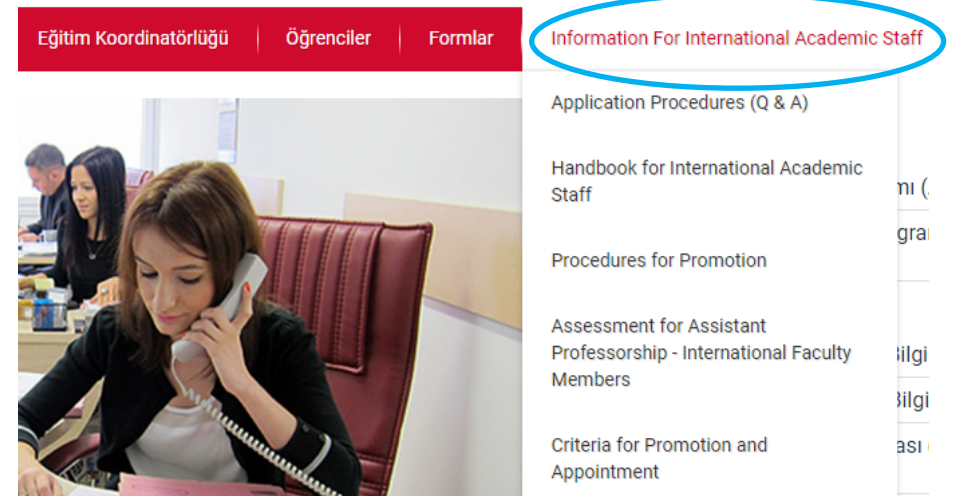 Eğitim Koordinatörlüğü
Öğrenciler
Formlar
Information For International Academic Staff
Application Procedures (Q & A)
Handbook for International Academic
Staff
Procedures for Promotion
Assessment for Assistant
Professorship - International Faculty
Members
Criteria for Promotion and
Appointment